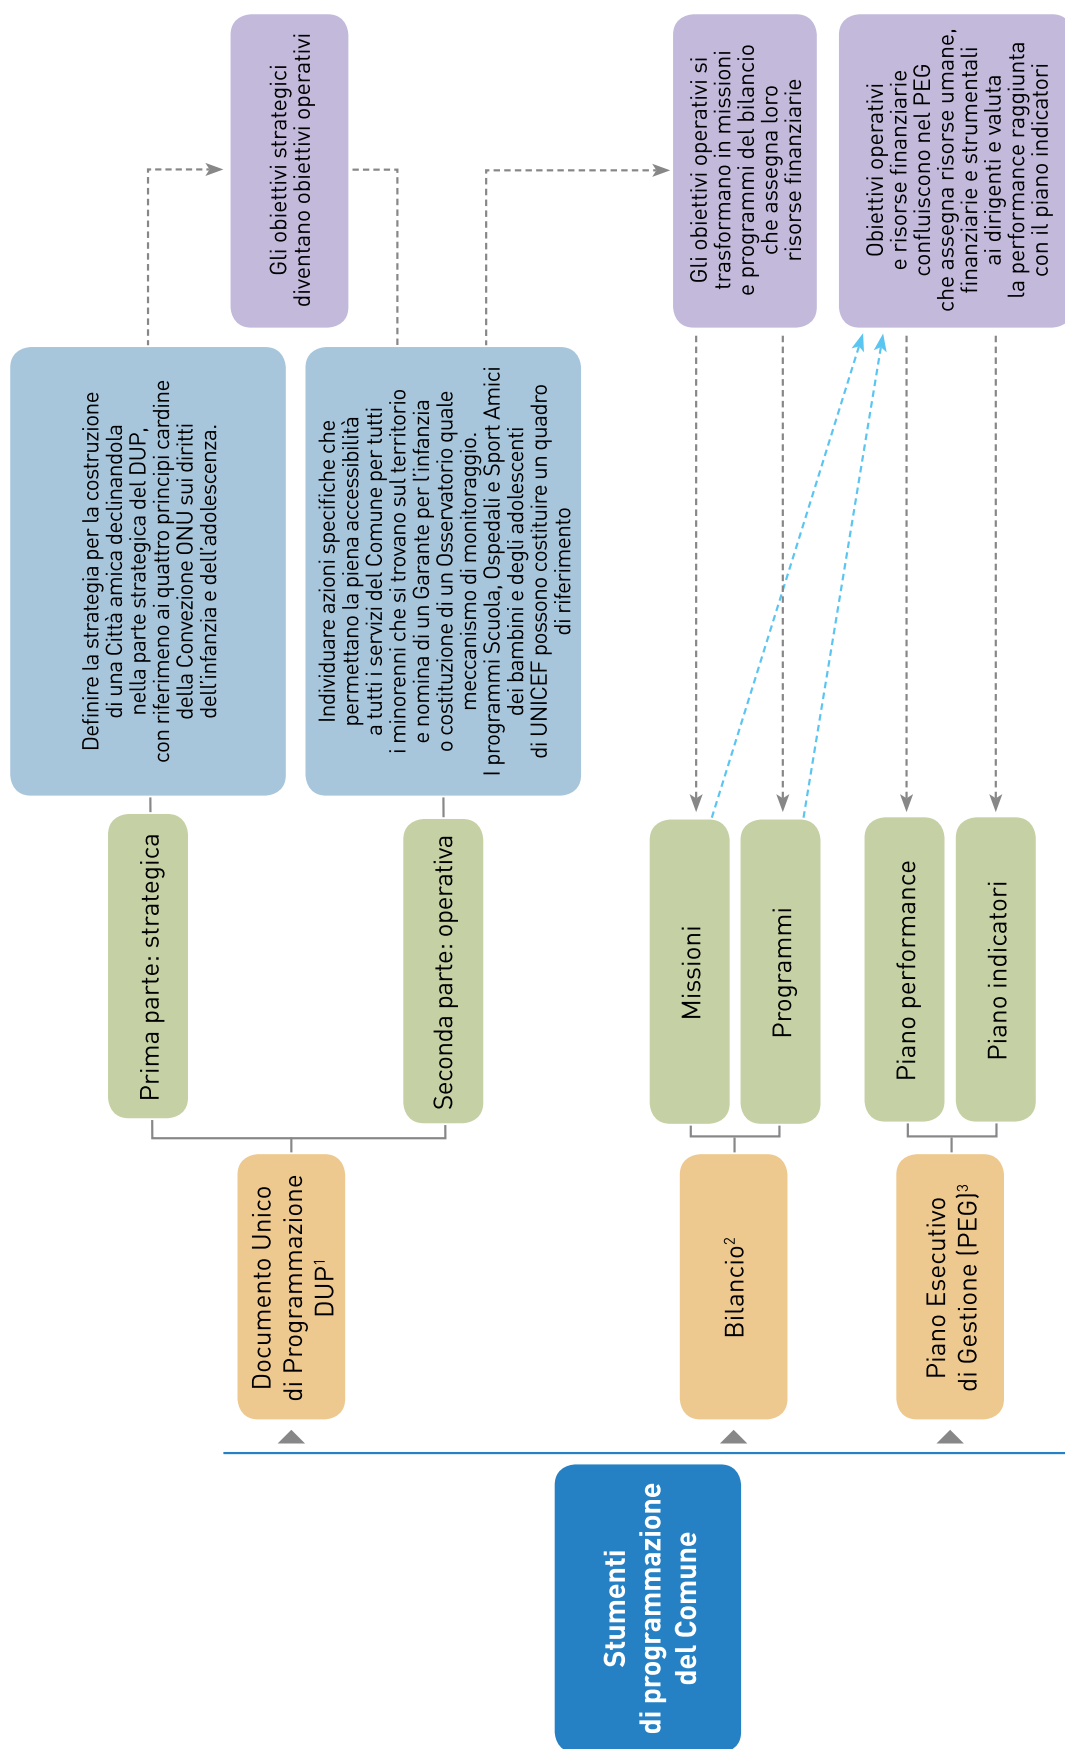 Stumenti
di programmazione
del Comune
Documento Unico
di Programmazione
DUP¹
Prima parte: strategica
Definire la strategia per la costruzione
di una Città amica declinandola
nella parte strategica del DUP,
con riferimeno ai quattro principi cardine
della Convezione ONU sui diritti
dell'infanzia e dell'adolescenza.
Gli obiettivi strategici
diventano obiettivi operativi
Seconda parte: operativa
Individuare azioni specifiche che
permettano la piena accessibilità
a tutti i servizi del Comune per tutti
i minorenni che si trovano sul territorio
e nomina di un Garante per l'infanzia
o costituzione di un Osservatorio quale
meccanismo di monitoraggio.
I programmi Scuola, Ospedali e Sport Amici
dei bambini e degli adolescenti
di UNICEF possono costituire un quadro
di riferimento
Bilancio²
Missioni
Programmi
Gli obiettivi operativi si
trasformano in missioni
e programmi del bilancio
che assegna loro
risorse finanziarie
Piano Esecutivo
di Gestione (PEG)³
Piano performance
Piano indicatori
Obiettivi operativi
e risorse finanziarie
confluiscono nel PEG
che assegna risorse umane,
finanziarie e strumentali
ai dirigenti e valuta
la performance raggiunta
con il piano indicatori